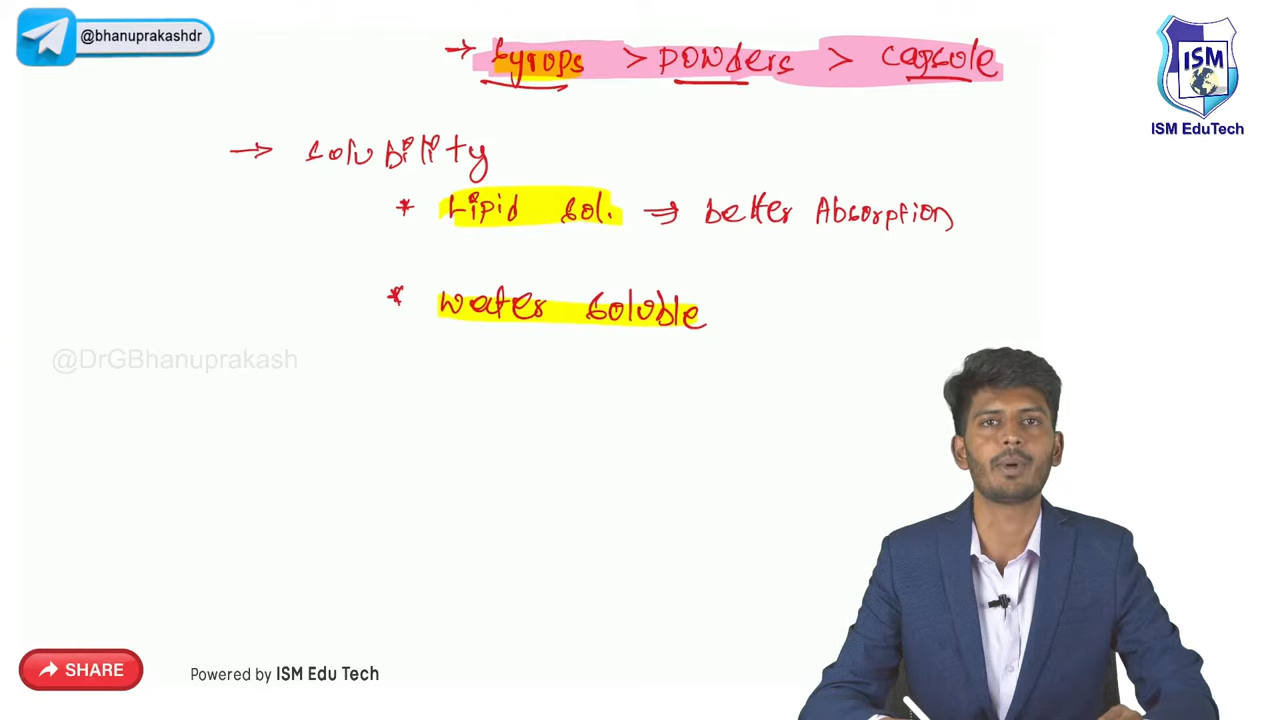 @bhanuprakashdr
→ Syrops > powders > capsole
ISM
ISM EduTech
→ solubility
* Lipid sol. ⇒ better Absorption
* water soluble
@DrGBhanuprakash
SHARE
Powered by ISM Edu Tech